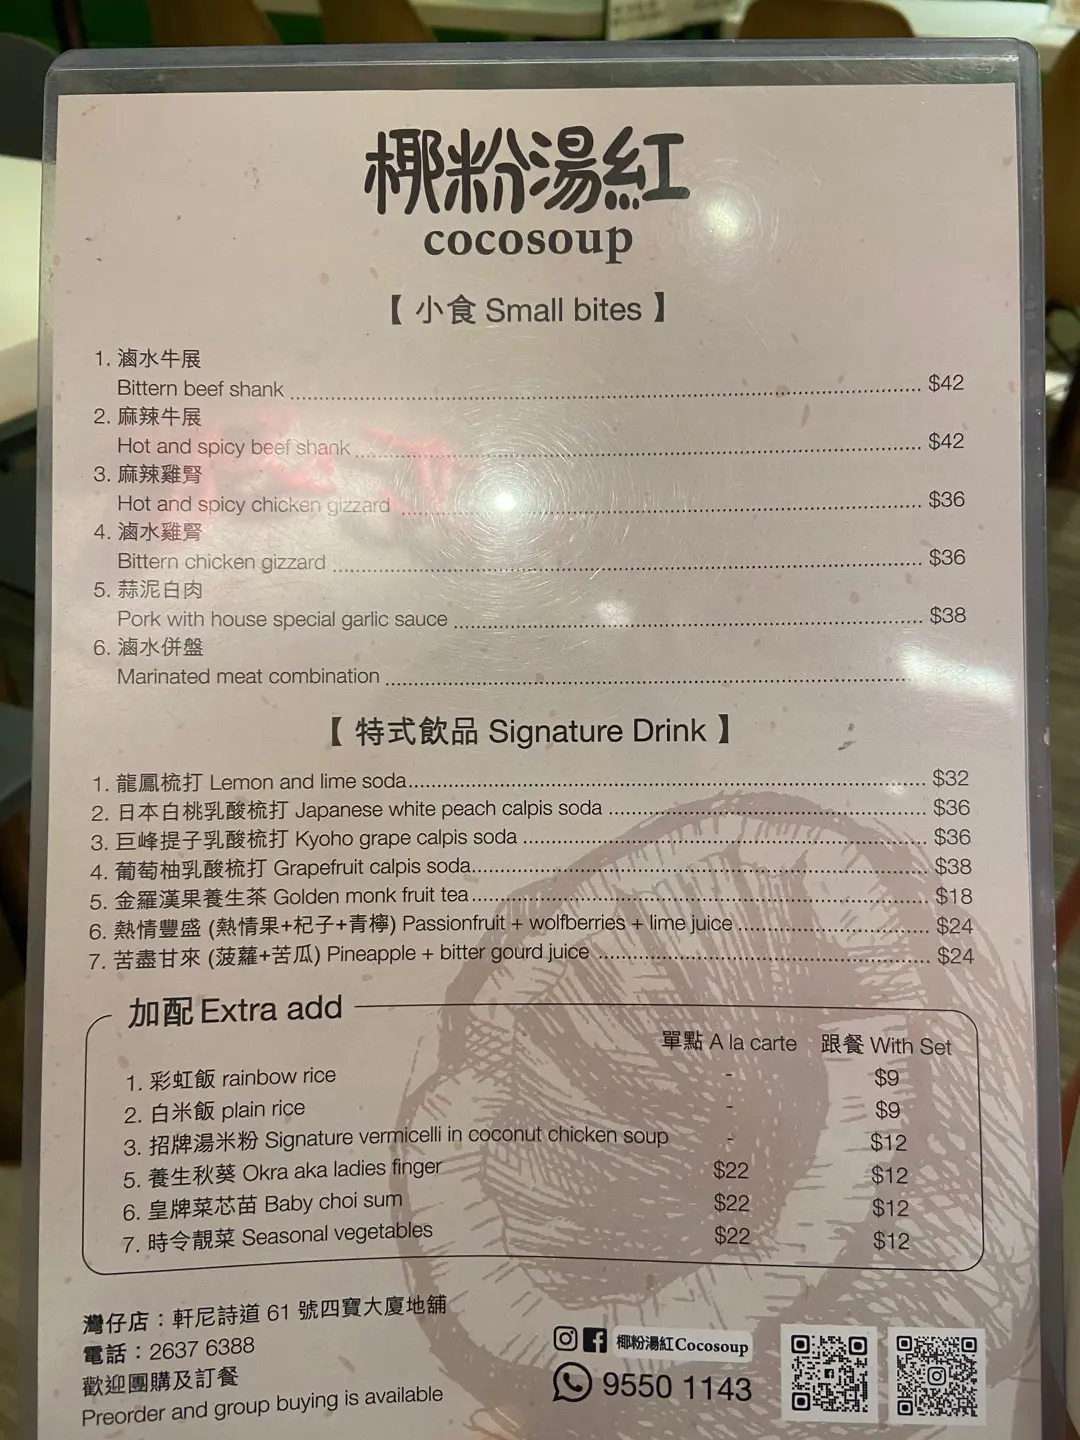 椰粉湯紅
cocosoup
【 小食 Small bites 】
1. 滷水牛展
Bittern beef shank ........ $42
2. 麻辣牛展
Hot and spicy beef shank ........ $42
3. 麻辣雞腎
Hot and spicy chicken gizzard ........ $36
4. 滷水雞腎
Bittern chicken gizzard ........ $36
5. 蒜泥白肉
Pork with house special garlic sauce ........ $38
6. 滷水併盤
Marinated meat combination ........
【 特式飲品 Signature Drink 】
1. 龍鳳梳打 Lemon and lime soda........ $32
2. 日本白桃乳酸梳打 Japanese white peach calpis soda ........ $36
3. 巨峰提子乳酸梳打 Kyoho grape calpis soda ........ $36
4. 葡萄柚乳酸梳打 Grapefruit calpis soda........ $38
5. 金羅漢果養生茶 Golden monk fruit tea........ $18
6. 熱情豐盛 (熱情果+杞子+青檸) Passionfruit + wolfberries + lime juice ........ $24
7. 苦盡甘來 (菠蘿+苦瓜) Pineapple + bitter gourd juice ........ $24
加配 Extra add
單點 A la carte 跟餐 With Set
1. 彩虹飯 rainbow rice - $9
2. 白米飯 plain rice - $9
3. 招牌湯米粉 Signature vermicelli in coconut chicken soup - $12
5. 養生秋葵 Okra aka ladies finger $22 $12
6. 皇牌菜芯苗 Baby choi sum $22 $12
7. 時令靚菜 Seasonal vegetables $22 $12
灣仔店：軒尼詩道 61 號四寶大廈地舖
電話：2637 6388
歡迎團購及訂餐
Preorder and group buying is available
椰粉湯紅Cocosoup
9550 1143